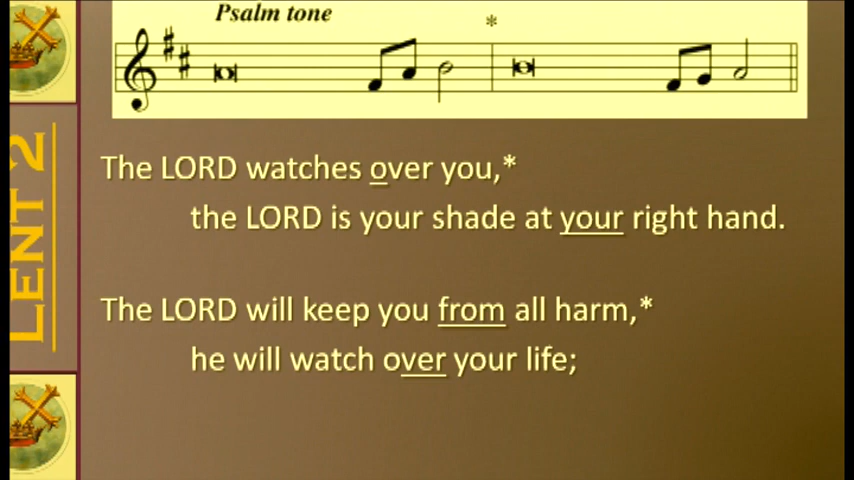 Psalm tone
*
LENT 2
The LORD watches over you,*
the LORD is your shade at your right hand.
The LORD will keep you from all harm,*
he will watch over your life;